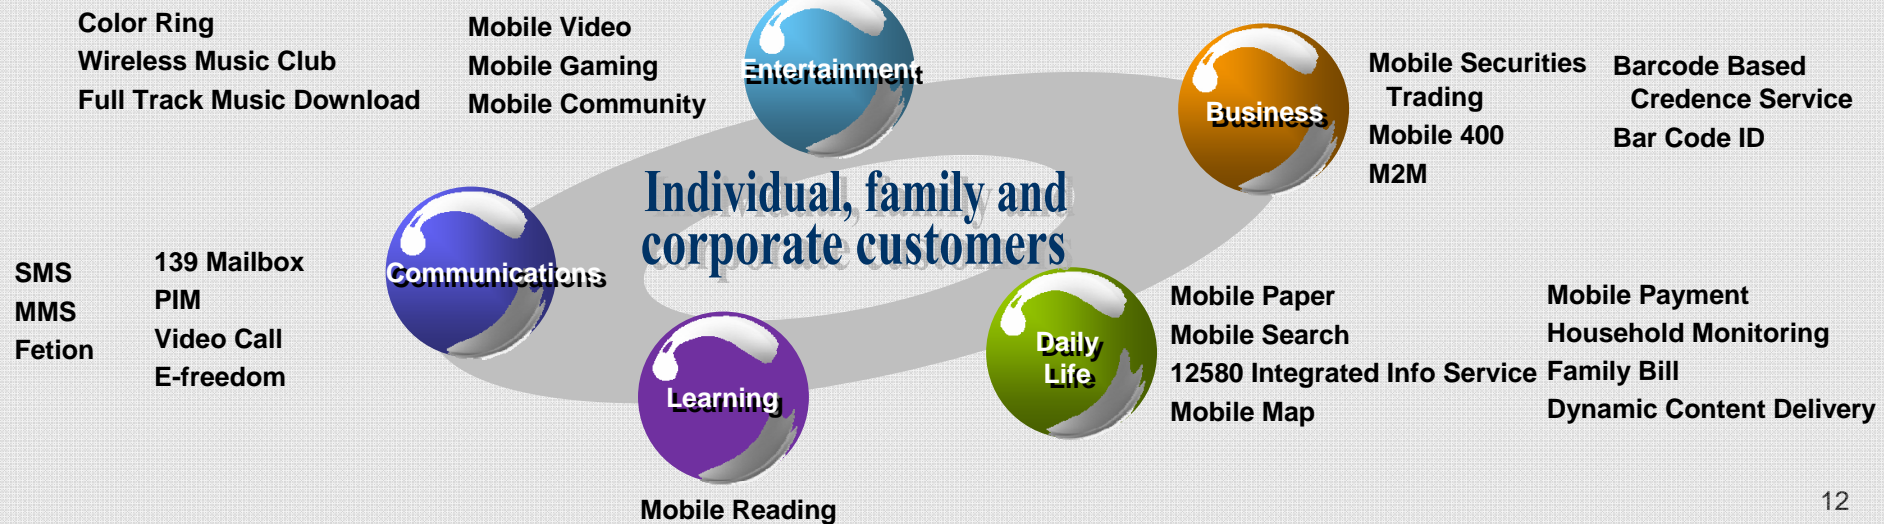 Color Ring
Wireless Music Club
Full Track Music Download
Mobile Video
Mobile Gaming
Mobile Community
Entertainment
Business
Mobile Securities
Trading
Mobile 400
M2M
Barcode Based
Credence Service
Bar Code ID
Individual, family and
corporate customers
SMS
MMS
Fetion
139 Mailbox
PIM
Video Call
E-freedom
Communications
Learning
Mobile Reading
Daily
Life
Mobile Paper
Mobile Search
12580 Integrated Info Service
Mobile Map
Mobile Payment
Household Monitoring
Family Bill
Dynamic Content Delivery
12